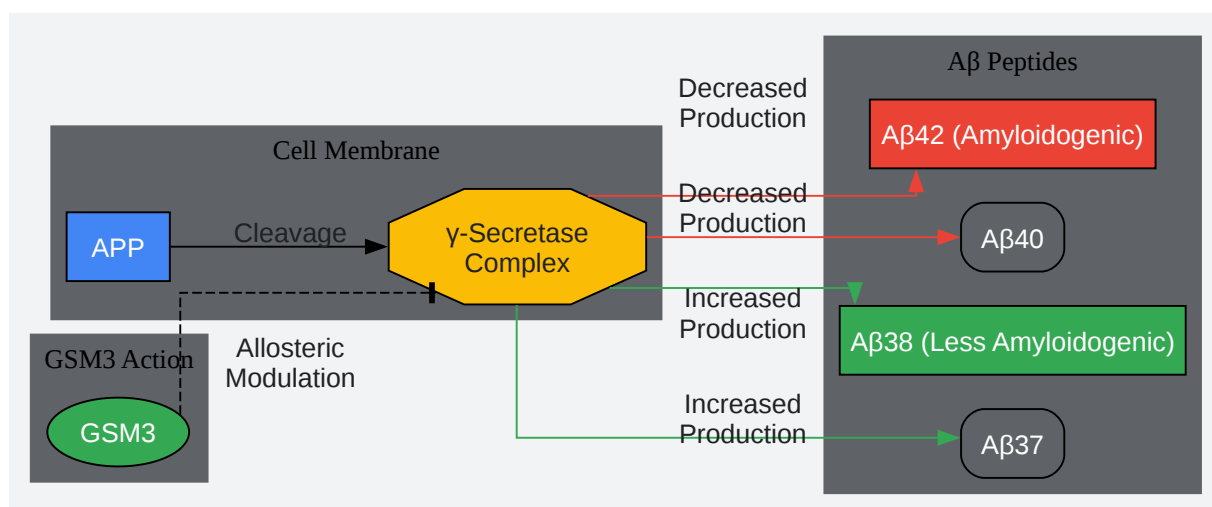 Cell Membrane
APP
Cleavage
γ-Secretase
Complex
GSM3 Action
GSM3
Allosteric
Modulation
Decreased
Production
Decreased
Production
Increased
Production
Increased
Production
Aβ Peptides
Aβ42 (Amyloidogenic)
Aβ40
Aβ38 (Less Amyloidogenic)
Aβ37